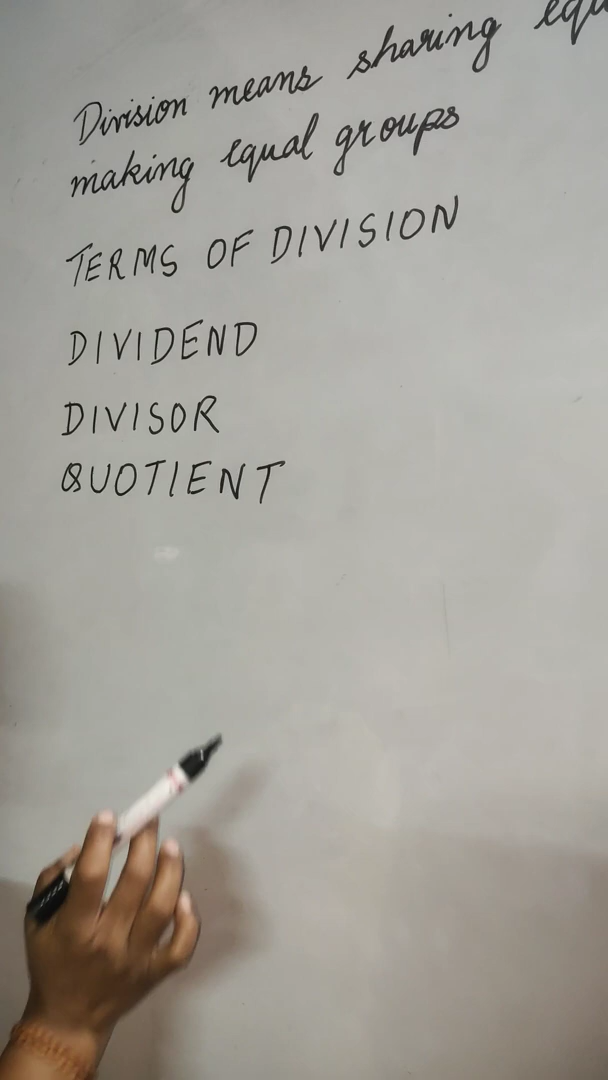 Division means sharing
making equal groups
TERMS OF DIVISION
DIVIDEND
DIVISOR
QUOTIENT